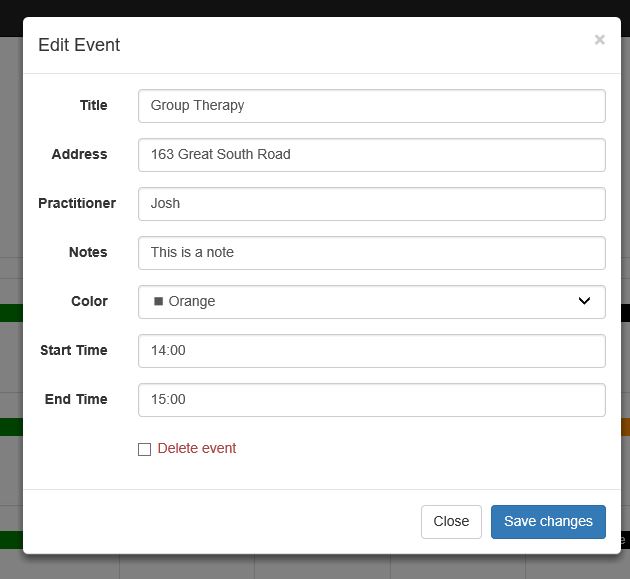 Edit Event ×
Title Group Therapy
Address 163 Great South Road
Practitioner Josh
Notes This is a note
Color ■ Orange
Start Time 14:00
End Time 15:00
Delete event
Close Save changes